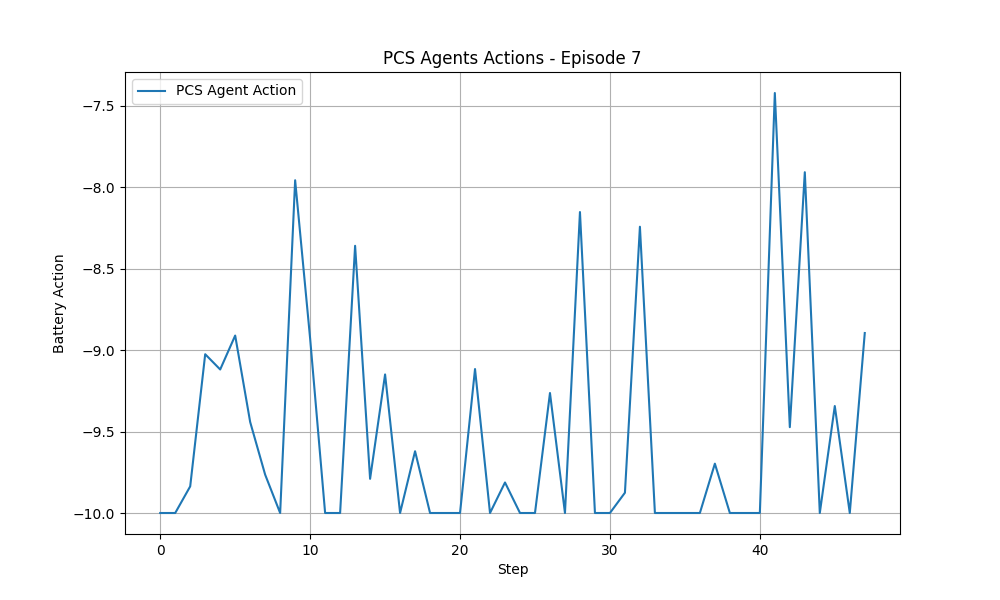 PCS Agents Actions - Episode 7
PCS Agent Action
−7.5
−8.0
−8.5
−9.0
−9.5
−10.0
Battery Action
0 10 20 30 40
Step